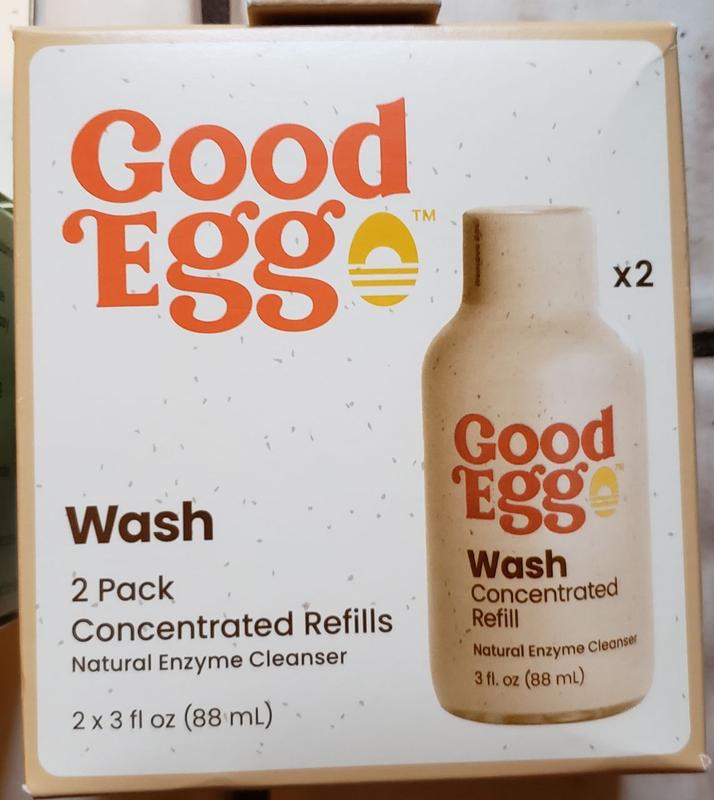 Good
Egg™
x2
Wash
2 Pack
Concentrated Refills
Natural Enzyme Cleanser
2 x 3 fl oz (88 mL)
Good
Egg™
Wash
Concentrated
Refill
Natural Enzyme Cleanser
3 fl. oz (88 mL)